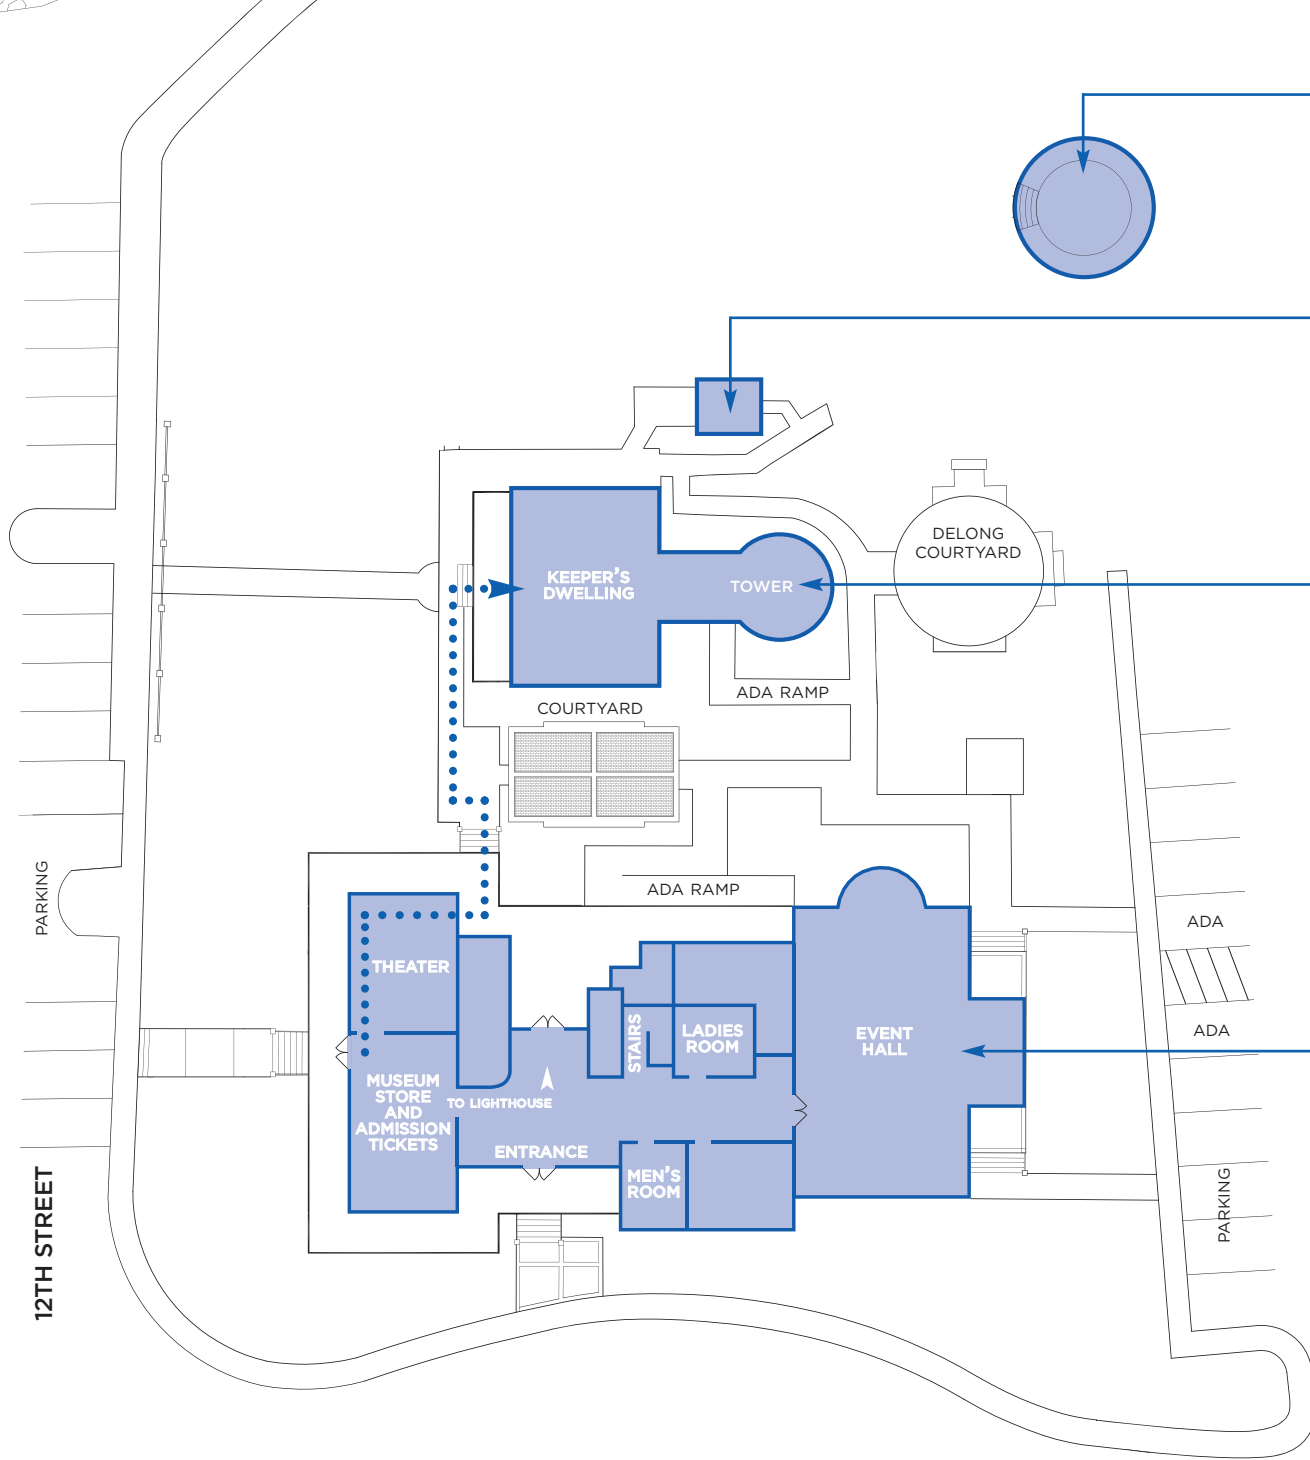 DELONG
COURTYARD
KEEPER'S
DWELLING
TOWER
ADA RAMP
COURTYARD
PARKING
ADA RAMP
ADA
THEATER
STAIRS
LADIES
ROOM
EVENT
HALL
ADA
MUSEUM
STORE
AND
ADMISSION
TICKETS
TO LIGHTHOUSE
ENTRANCE
MEN'S
ROOM
PARKING
12TH STREET